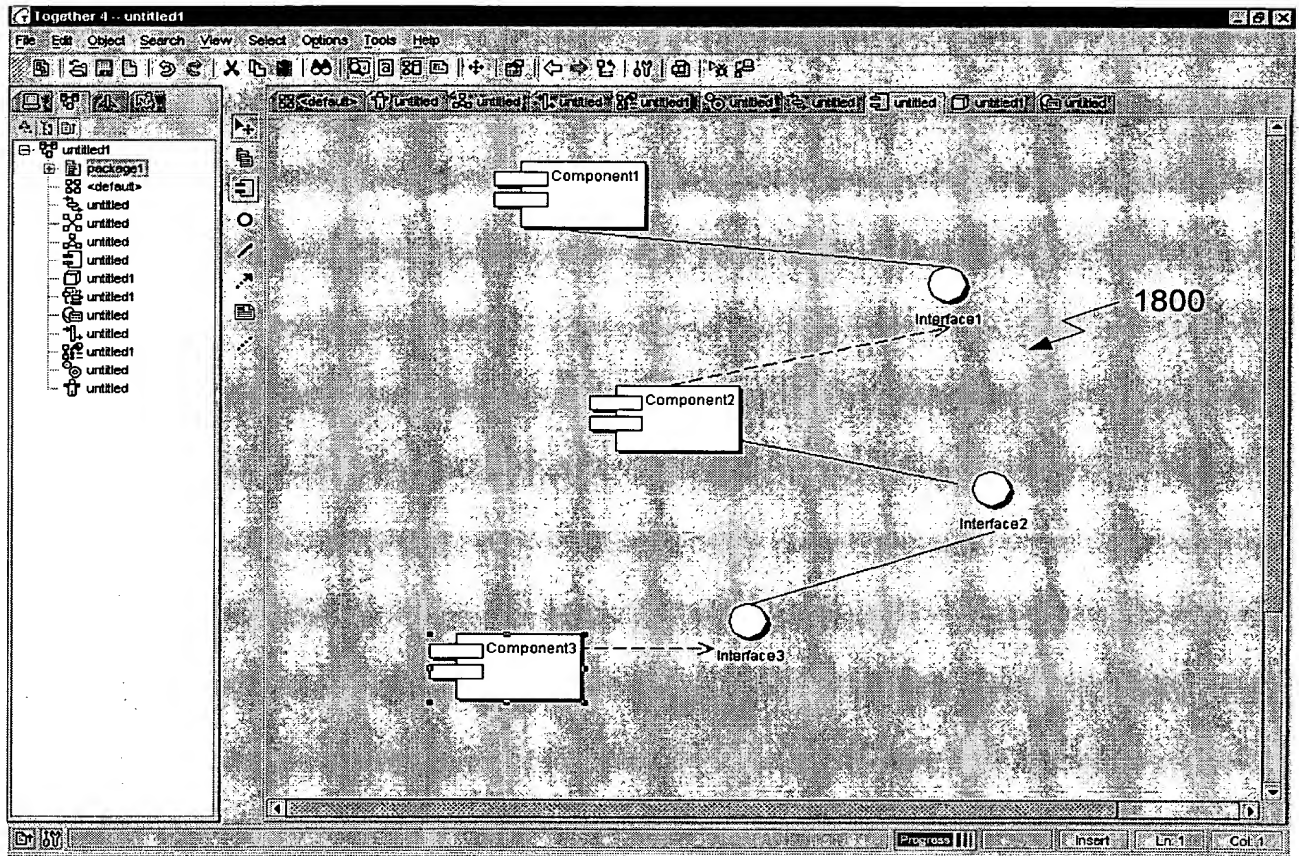 Together 4 -- untitled1
File Edit Object Search View Select Options Tools Help
<default> untitled untitled untitled untitled1 untitled untitled untitled untitled1 untitled
untitled1
package1
<default>
untitled
untitled
untitled
untitled
untitled1
untitled1
untitled
untitled
untitled1
untitled
untitled
Component1
Interface1
1800
Component2
Interface2
Component3
Interface3
Progress Insert Ln: 1 Col: 1